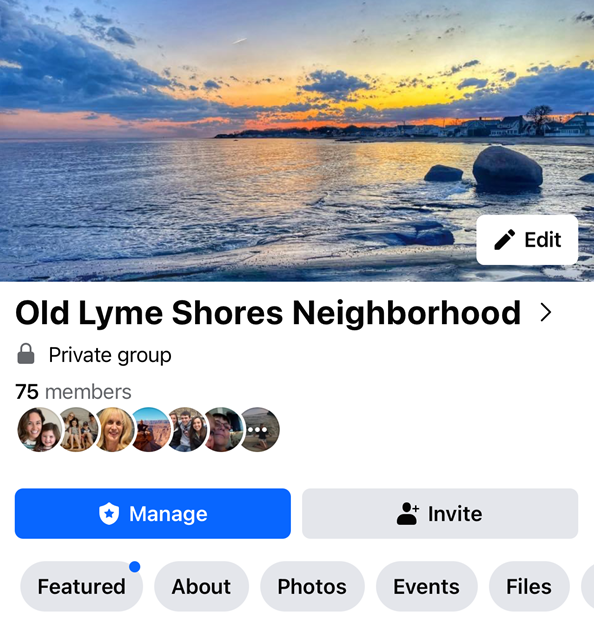 Edit
Old Lyme Shores Neighborhood
Private group
75 members
Manage
Invite
Featured
About
Photos
Events
Files